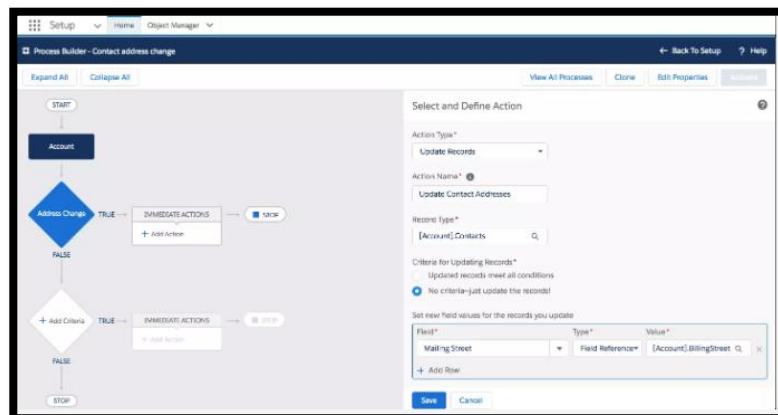 Setup Home Object Manager
Process Builder - Contact address change ← Back To Setup ? Help
Expand All Collapse All View All Processes Clone Edit Properties Activate
START
Account
Address Change TRUE IMMEDIATE ACTIONS STOP
+ Add Action
FALSE
+ Add Criteria TRUE IMMEDIATE ACTIONS STOP
+ Add Action
FALSE
STOP
Select and Define Action
Action Type*
Update Records
Action Name*
Update Contact Addresses
Record Type*
[Account].Contacts
Criteria for Updating Records*
Updated records meet all conditions
No criteria-just update the records!
Set new field values for the records you update
Field* Type* Value*
Mailing Street Field Reference [Account].BillingStreet
+ Add Row
Save Cancel